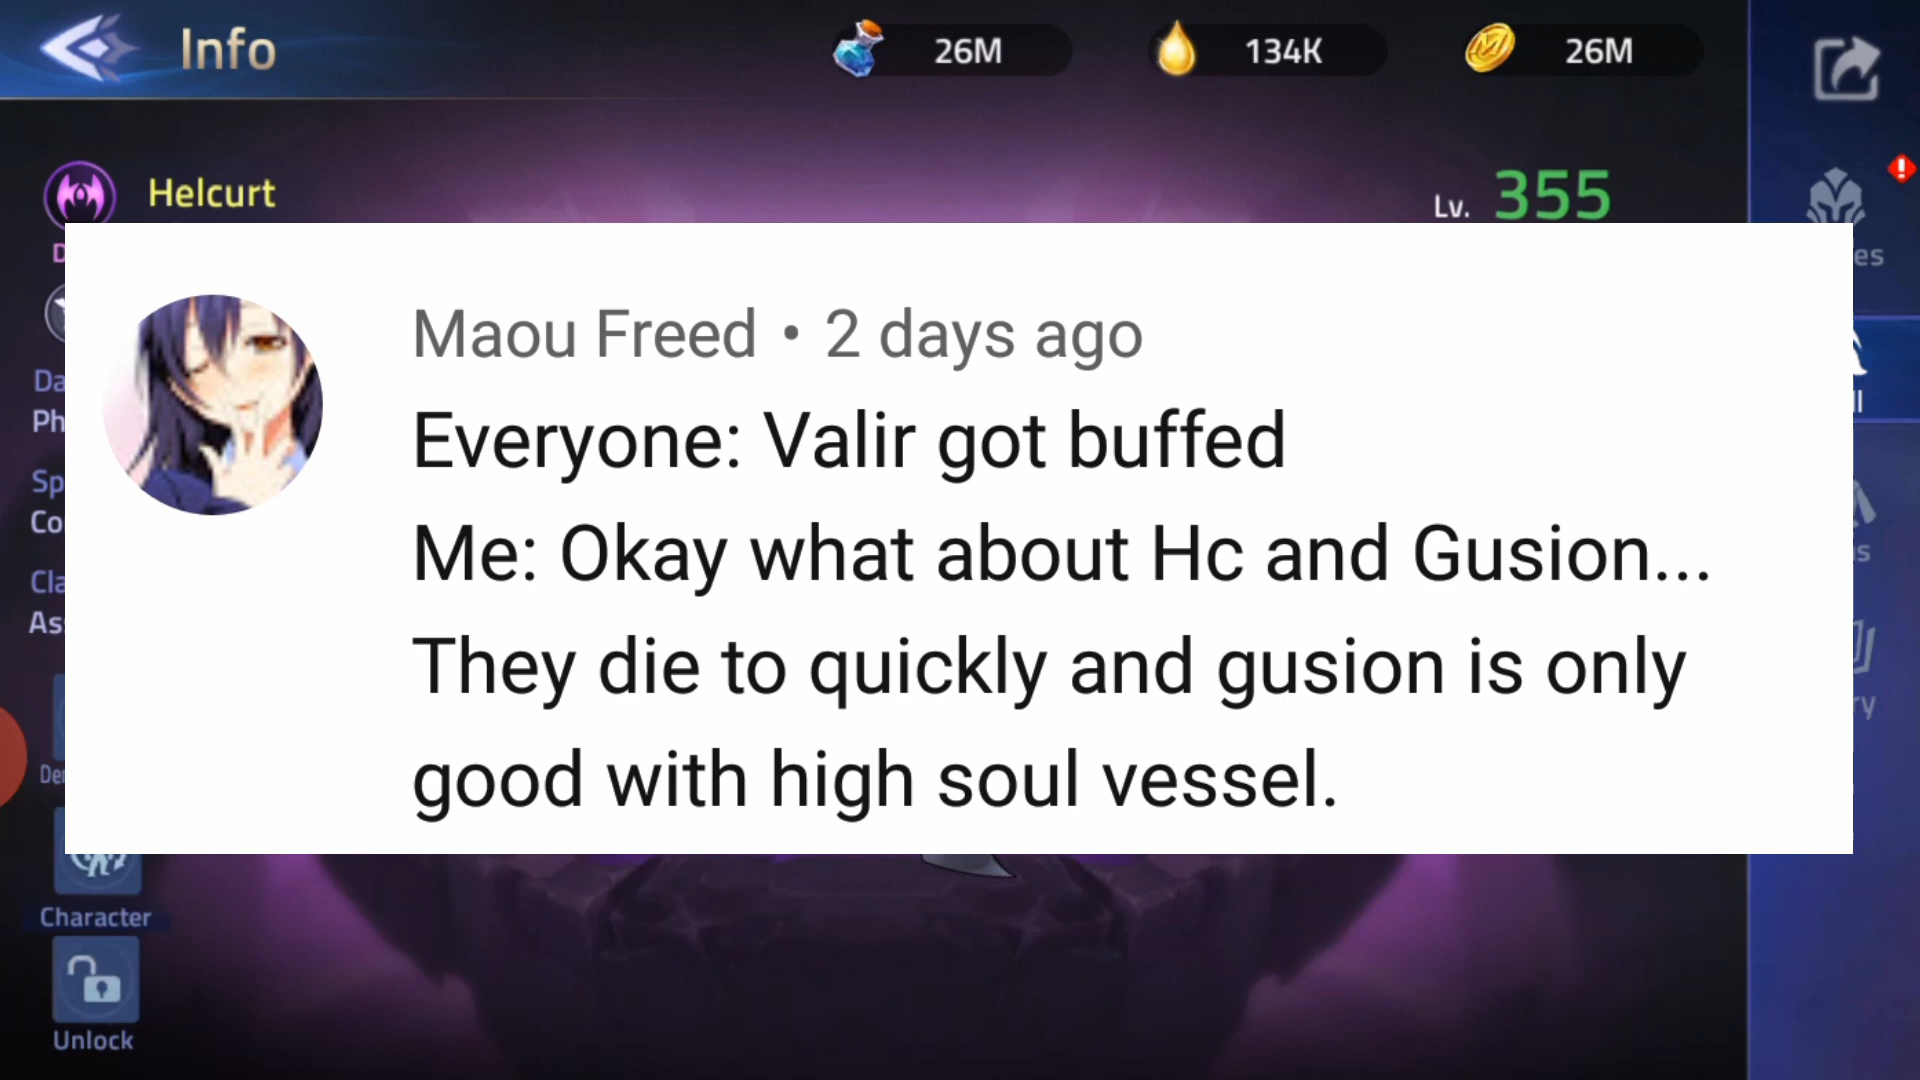 Info
26M
134K
26M
Helcurt
Lv. 355
Maou Freed • 2 days ago
Everyone: Valir got buffed
Me: Okay what about Hc and Gusion...
They die to quickly and gusion is only
good with high soul vessel.
Character
Unlock